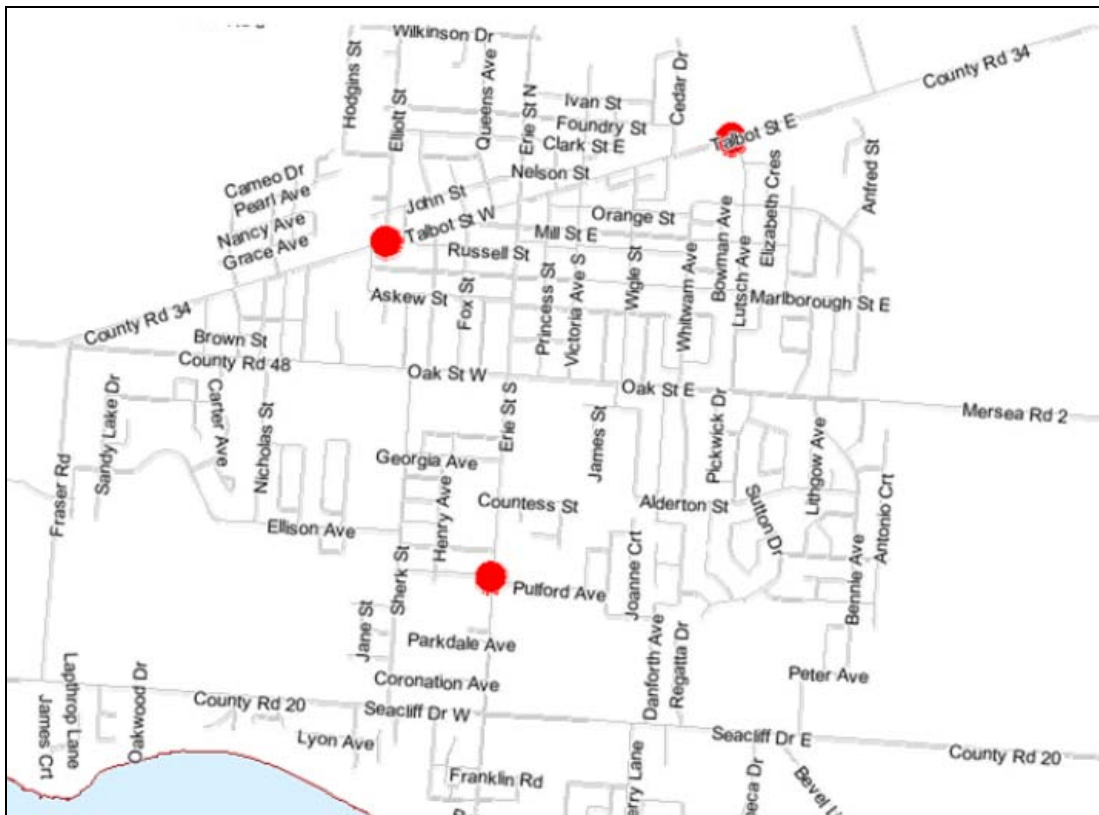 Wilkinson Dr
Hodgins St
Elliott St
Queens Ave
Erie St N
Cedar Dr
County Rd 34
Ivan St
Foundry St
Clark St E
Talbot St E
Nelson St
Cameo Dr
Pearl Ave
John St
Anfred St
Elizabeth Cres
Nancy Ave
Grace Ave
Talbot St W
Orange St
Mill St E
Russell St
Bowman Ave
Lutsch Ave
Askew St
Fox St
Princess St
Victoria Ave S
Wigle St
Whitwam Ave
Marlborough St E
County Rd 34
Brown St
County Rd 48
Oak St W
Oak St E
Mersea Rd 2
Sandy Lake Dr
Carter Ave
Nicholas St
Erie St S
James St
Pickwick Dr
Lithgow Ave
Fraser Rd
Georgia Ave
Henry Ave
Countess St
Alderton St
Sutton Dr
Antonio Crt
Ellison Ave
Sherk St
Pulford Ave
Joanne Crt
Bennie Ave
Jane St
Parkdale Ave
Danforth Ave
Regatta Dr
Peter Ave
Lapthrop Lane
James Crt
Oakwood Dr
Coronation Ave
County Rd 20
Seacliff Dr W
Seacliff Dr E
County Rd 20
Lyon Ave
Franklin Rd
erry Lane
eca Dr
Bevel